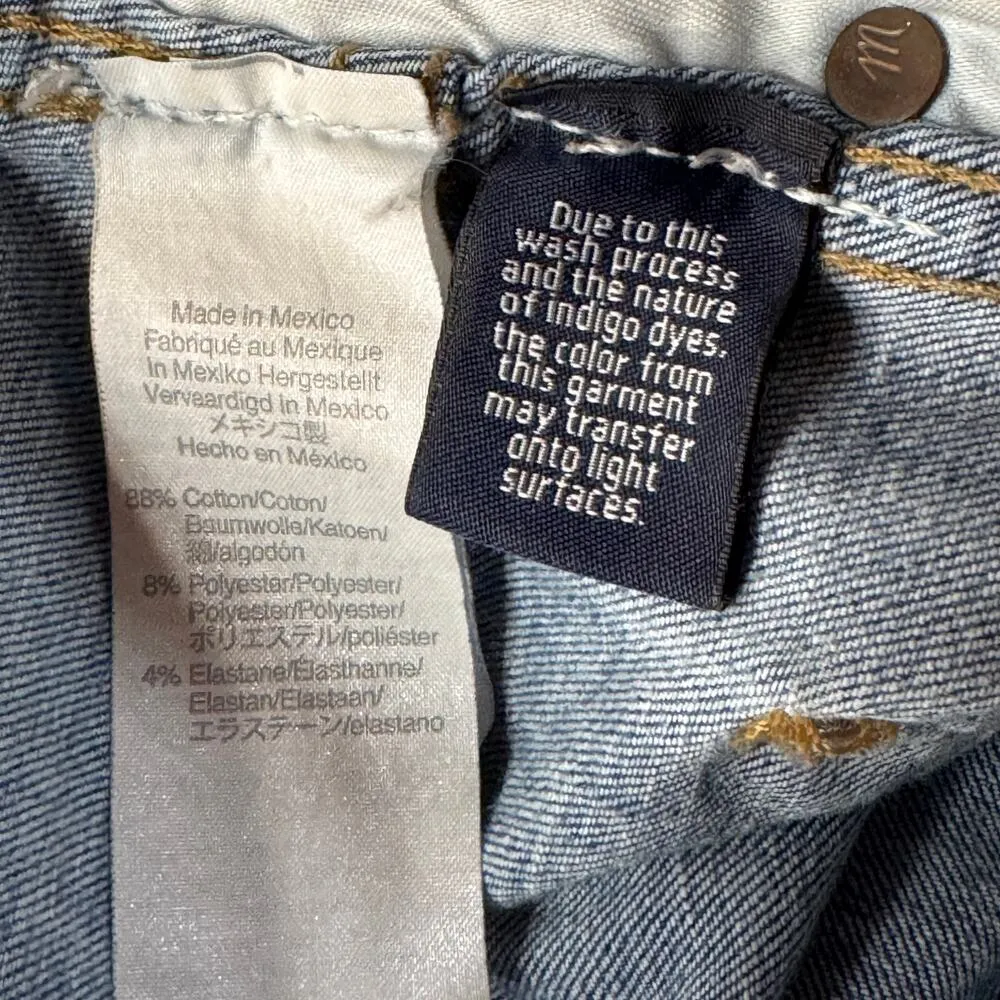 Made in Mexico
Fabriqué au Mexique
In Mexiko Hergestellt
Vervaardigd in Mexico
メキシコ製
Hecho en México
88% Cotton/Coton/
Baumwolle/Katoen/
綿/algodón
8% Polyester/Polyester/
Polyester/Polyester/
ポリエステル/poliéster
4% Elastane/Élasthanne/
Elastan/Elastaan/
エラステーン/elastano
Due to this
wash process
and the nature
of indigo dyes.
the color from
this garment
may transfer
onto light
surfaces.
m